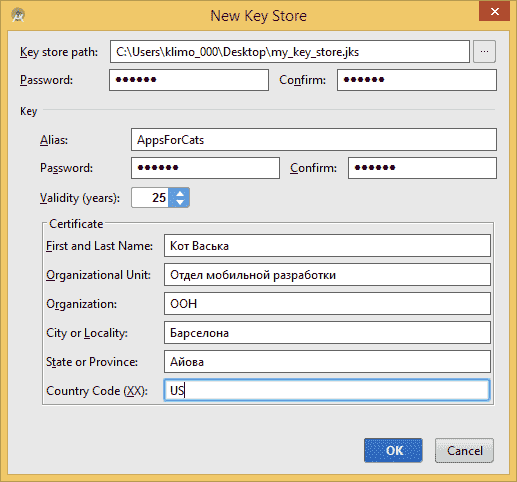 New Key Store
Key store path: C:\Users\klimo_000\Desktop\my_key_store.jks ...
Password: •••••• Confirm: ••••••
Key
Alias: AppsForCats
Password: •••••• Confirm: ••••••
Validity (years): 25
Certificate
First and Last Name: Кот Васька
Organizational Unit: Отдел мобильной разработки
Organization: ООН
City or Locality: Барселона
State or Province: Айова
Country Code (XX): US
OK Cancel